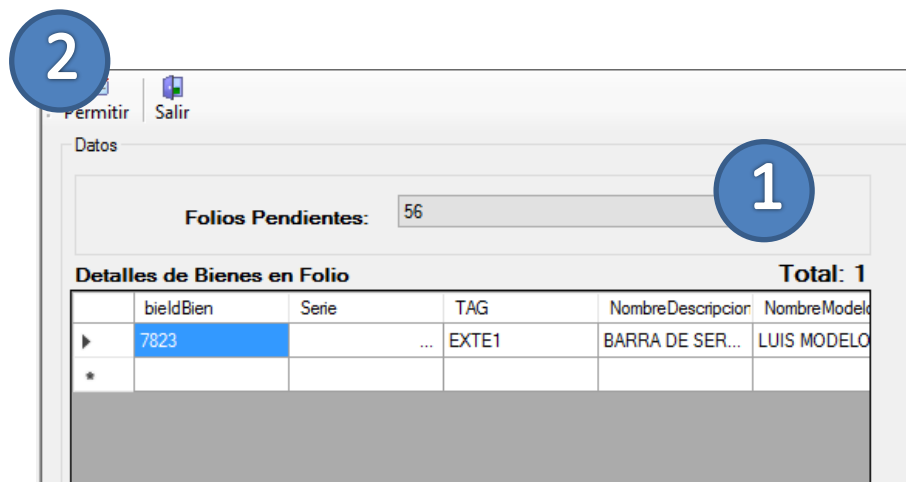 2
Permitir Salir
Datos
1
Folios Pendientes: 56
Detalles de Bienes en Folio Total: 1
bieIdBien Serie TAG NombreDescripcion NombreModelo
7823 ... EXTE1 BARRA DE SER... LUIS MODELO
*